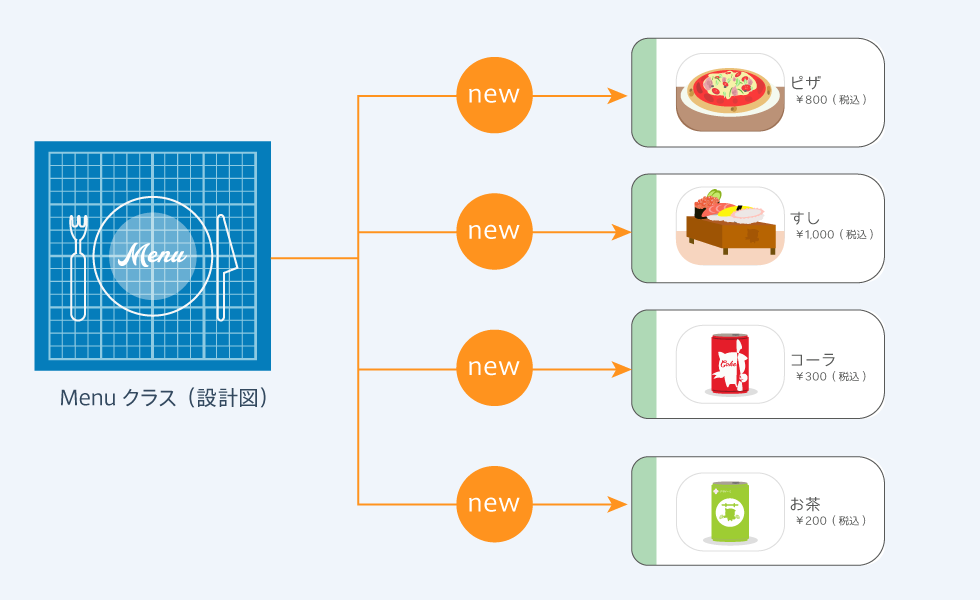 Menu
Menu クラス（設計図）
new
ピザ
￥800（税込）
new
すし
￥1,000（税込）
new
Coke
コーラ
￥300（税込）
new
お茶
￥200（税込）